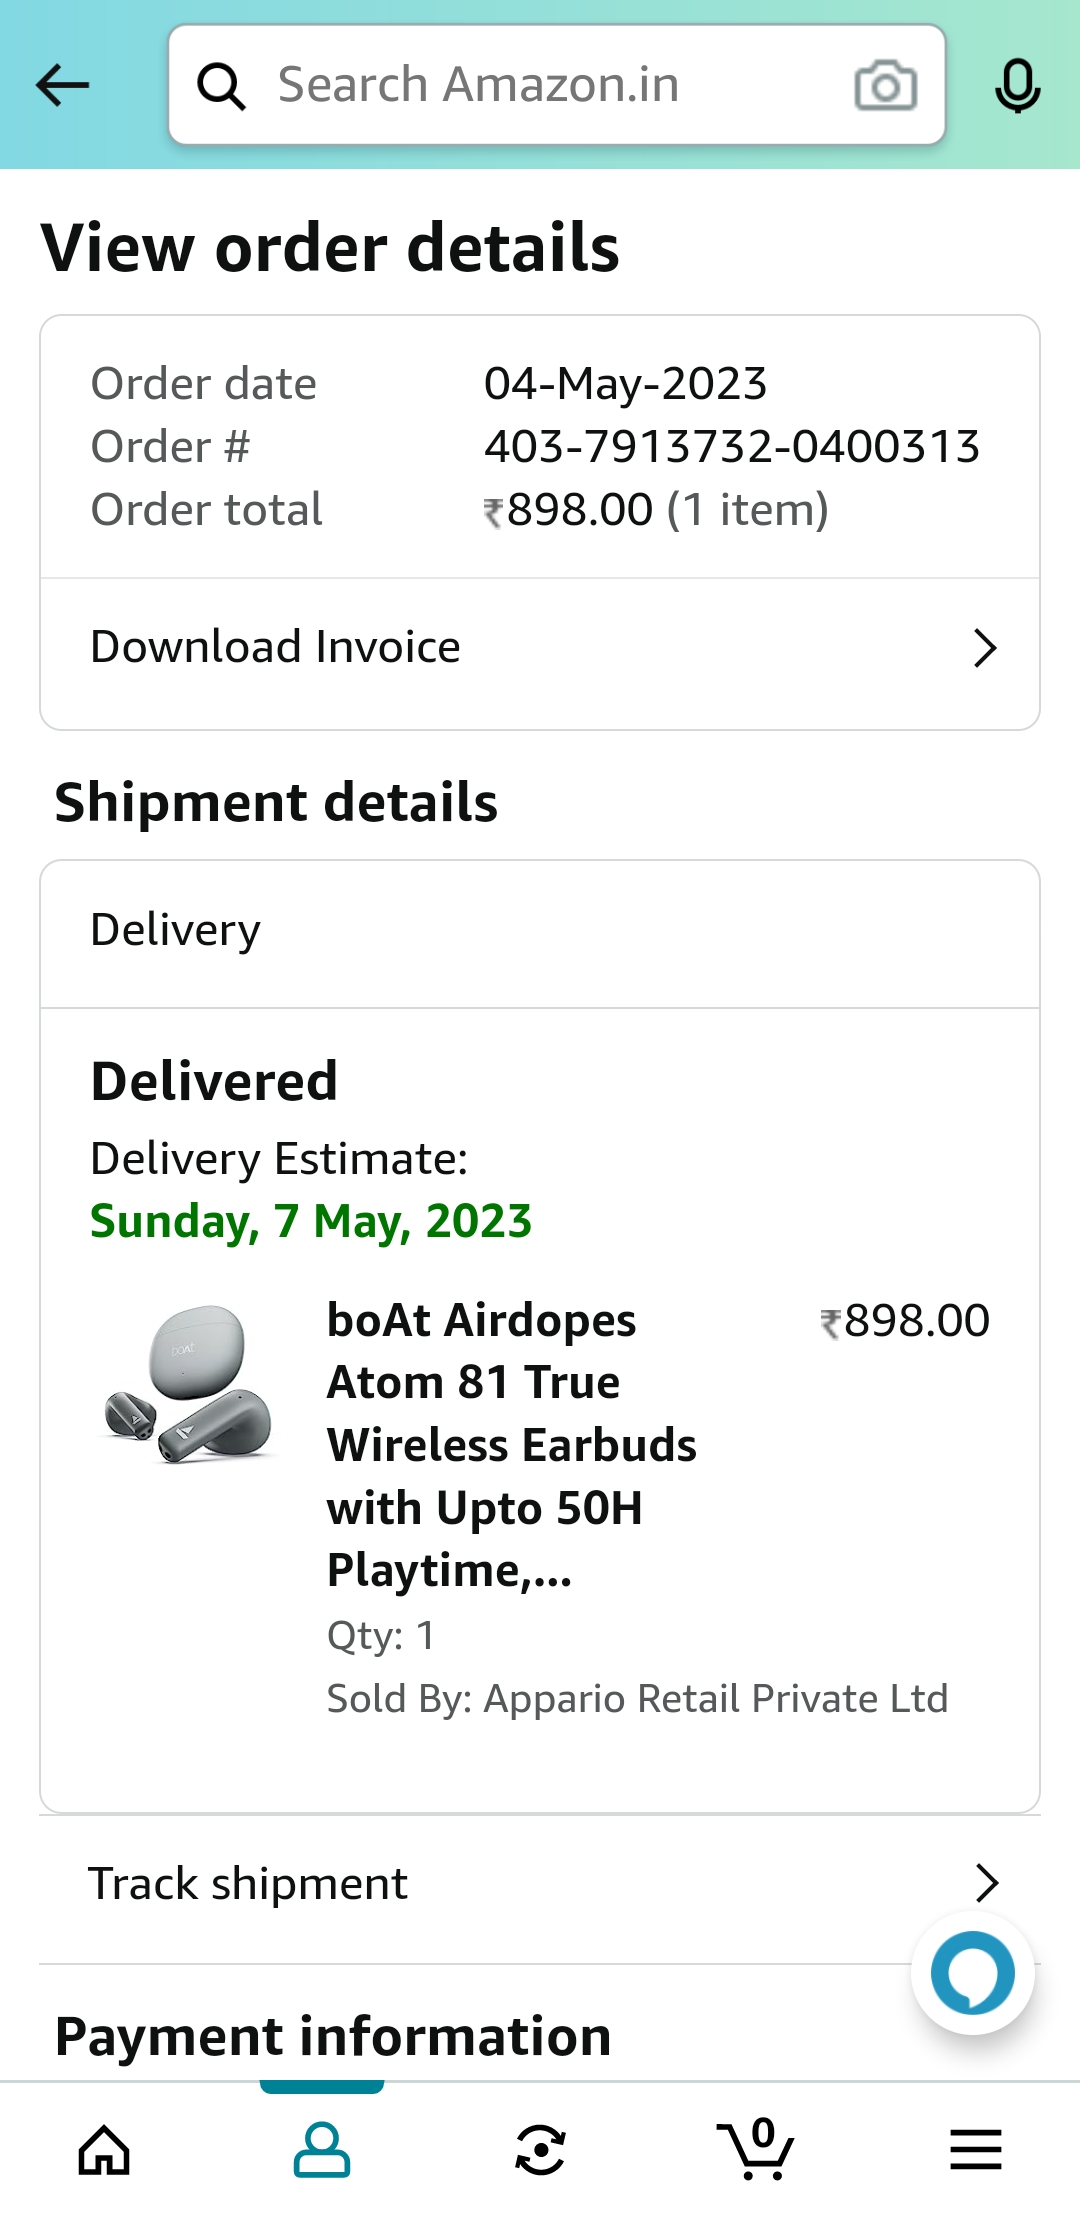 Search Amazon.in
View order details
Order date 04-May-2023
Order # 403-7913732-0400313
Order total ₹898.00 (1 item)
Download Invoice
Shipment details
Delivery
Delivered
Delivery Estimate:
Sunday, 7 May, 2023
boAt
boAt Airdopes ₹898.00
Atom 81 True
Wireless Earbuds
with Upto 50H
Playtime,...
Qty: 1
Sold By: Appario Retail Private Ltd
Track shipment
Payment information
0